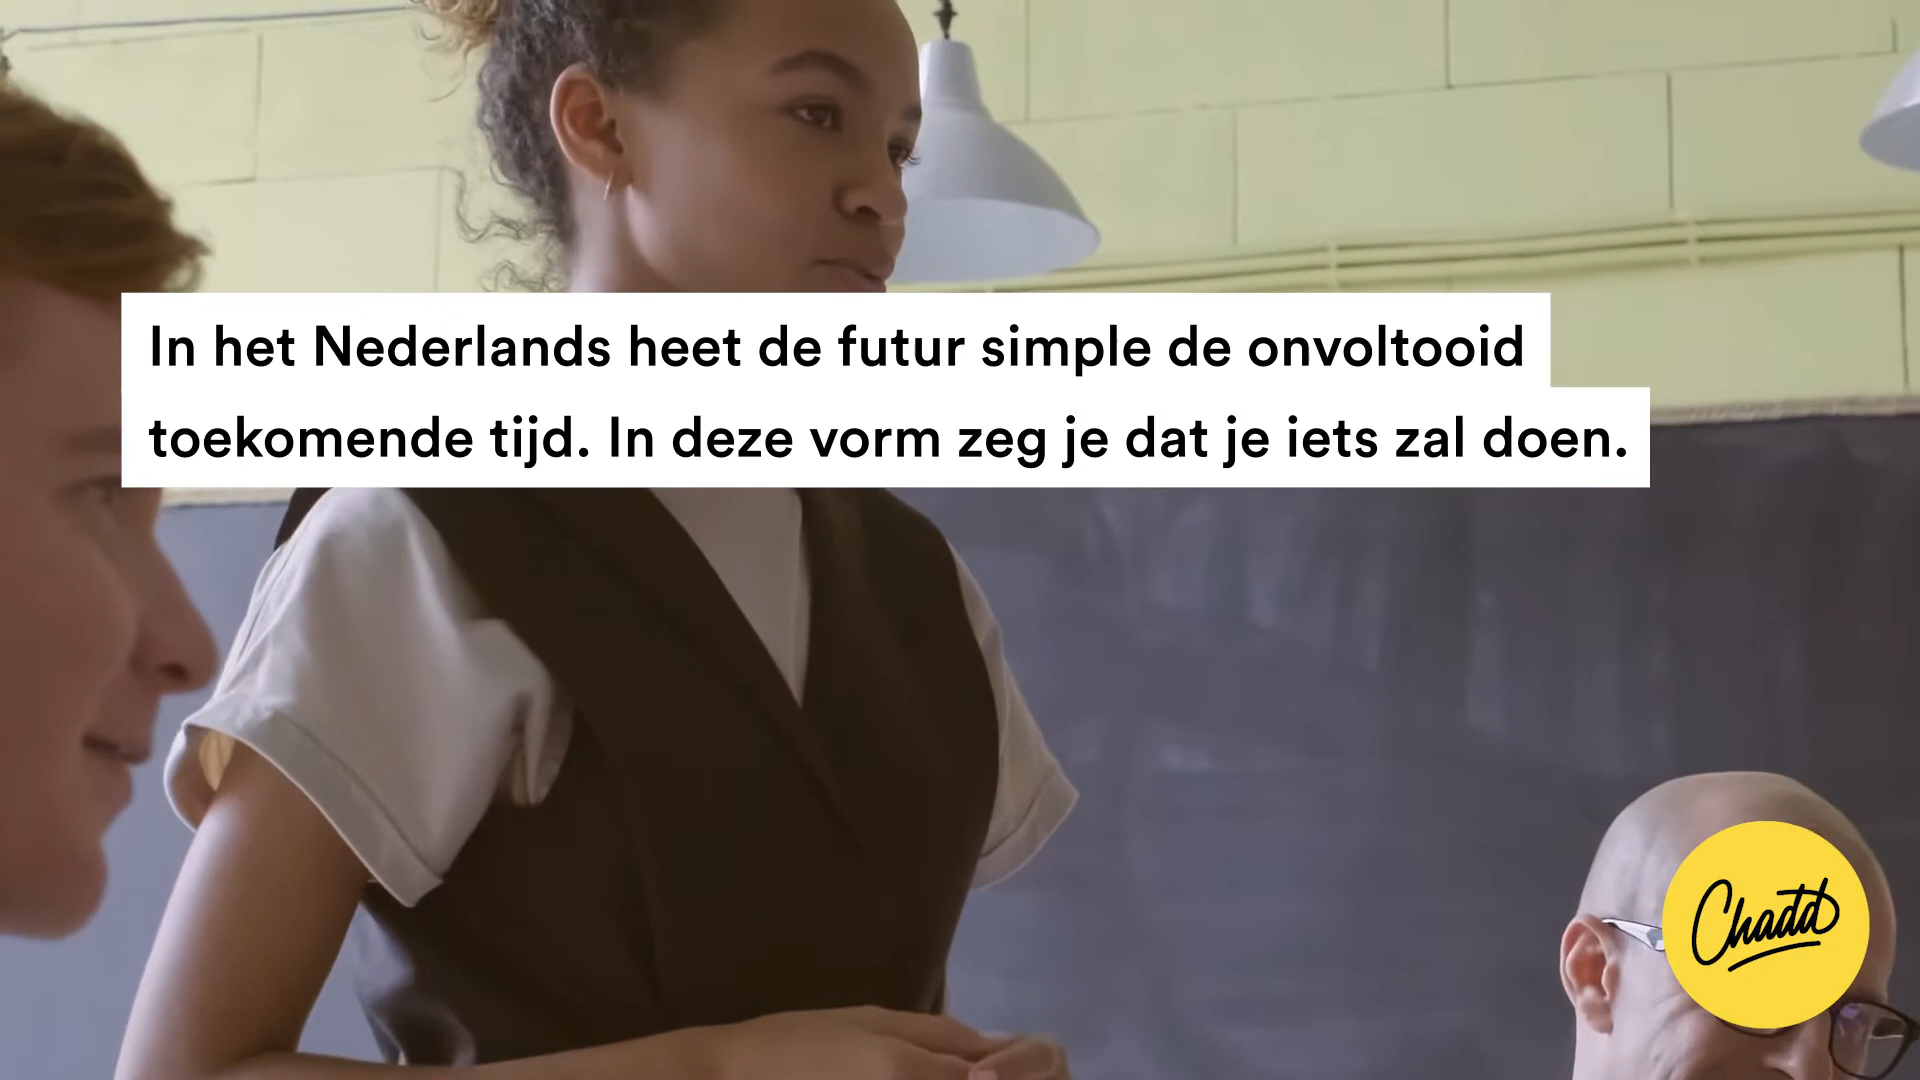 In het Nederlands heet de futur simple de onvoltooid
toekomende tijd. In deze vorm zeg je dat je iets zal doen.
Chadd